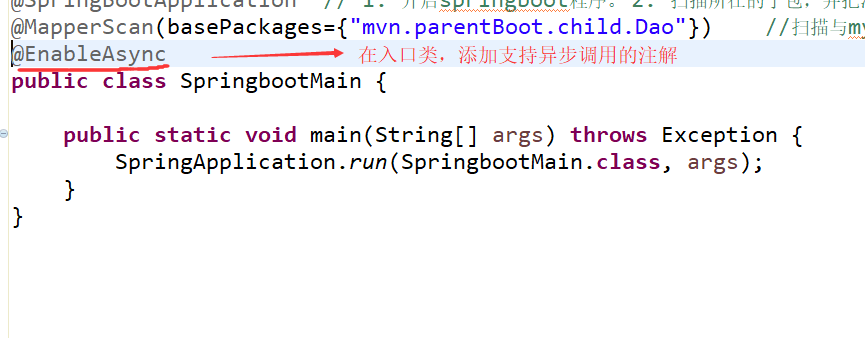 @SpringBootApplication // 1. 开启springboot程序。 2. 扫描所在的子包，并把
@MapperScan(basePackages={"mvn.parentBoot.child.Dao"}) //扫描与my
@EnableAsync 在入口类，添加支持异步调用的注解
public class SpringbootMain {
public static void main(String[] args) throws Exception {
SpringApplication.run(SpringbootMain.class, args);
}
}